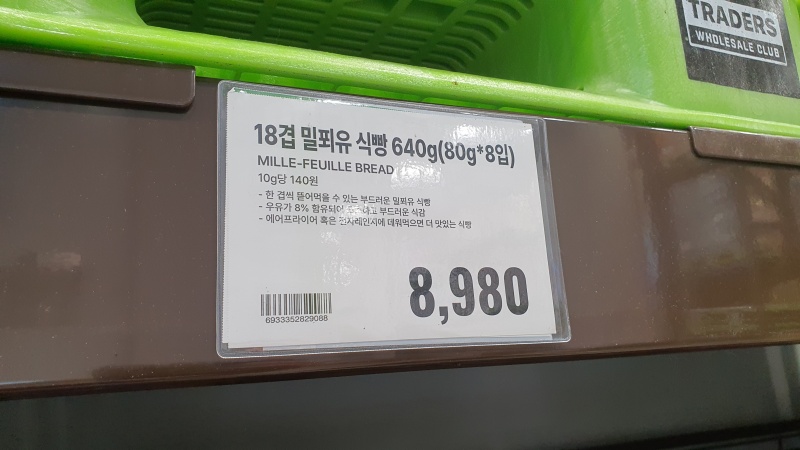 TRADERS
WHOLESALE CLUB
18겹 밀푀유 식빵 640g(80g*8입)
MILLE-FEUILLE BREAD
10g당 140원
- 한 겹씩 뜯어먹을 수 있는 부드러운 밀푀유 식빵
- 우유가 8% 함유되어 부드러운 식감
- 에어프라이어 혹은 전자레인지에 데워먹으면 더 맛있는 식빵
8,980
6933352829088